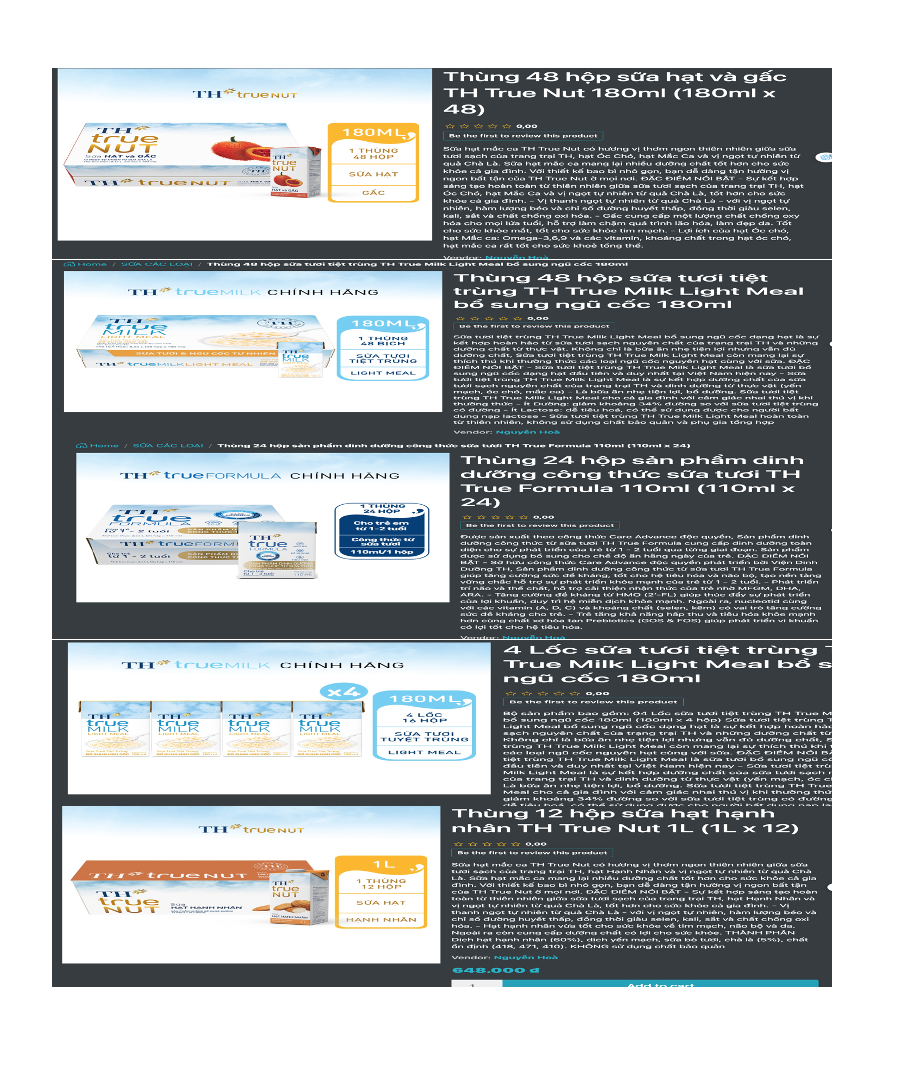 TH true NUT
TH
true
NUT
Sữa HẠT và GẤC
TH true NUT
TH
true
NUT
HẠT và GẤC
180ML
1 THÙNG
48 HỘP
SỮA HẠT
GẤC
Thùng 48 hộp sữa hạt và gấc
TH True Nut 180ml (180ml x
48)
0,00
Be the first to review this product
Sữa hạt mắc ca TH True Nut có hương vị thơm ngon thiên nhiên giữa sữa
tươi sạch của trang trại TH, hạt Óc Chó, hạt Mắc Ca và vị ngọt tự nhiên từ
quả Chà Là. Sữa hạt mắc ca mang lại nhiều dưỡng chất tốt hơn cho sức
khỏe cả gia đình. Với thiết kế bao bì nhỏ gọn, bạn dễ dàng tận hưởng vị
ngon bất tận của TH True Nut ở mọi nơi. ĐẶC ĐIỂM NỔI BẬT - Sự kết hợp
sáng tạo hoàn toàn từ thiên nhiên giữa sữa tươi sạch của trang trại TH, hạt
Óc Chó, hạt Mắc Ca và vị ngọt tự nhiên từ quả Chà Là, tốt hơn cho sức
khỏe cả gia đình. - Vị thanh ngọt tự nhiên từ quả Chà Là - với vị ngọt tự
nhiên, hàm lượng béo và chỉ số đường huyết thấp, đồng thời giàu selen,
kali, sắt và chất chống oxi hóa. - Gấc cung cấp một lượng chất chống oxy
hóa cho mọi lứa tuổi, hỗ trợ làm chậm quá trình lão hóa, làm đẹp da. Tốt
cho sức khỏe mắt, tốt cho sức khỏe tim mạch. - Lợi ích của hạt Óc chó,
hạt Mắc ca: Omega-3,6,9 và các vitamin, khoáng chất trong hạt óc chó,
hạt mắc ca rất tốt cho sức khoẻ tổng thể.
Vendor: Nguyễn Hoà
Home / SỮA CÁC LOẠI / Thùng 48 hộp sữa tươi tiệt trùng TH True Milk Light Meal bổ sung ngũ cốc 180ml
TH trueMILK CHÍNH HÃNG
TH
true
MILK
LIGHT MEAL
SỮA TƯƠI & NGŨ CỐC TỰ NHIÊN
TH trueMILK LIGHT MEAL
180ML
1 THÙNG
48 BỊCH
SỮA TƯƠI
TIỆT TRÙNG
LIGHT MEAL
Thùng 48 hộp sữa tươi tiệt
trùng TH True Milk Light Meal
bổ sung ngũ cốc 180ml
0,00
Be the first to review this product
Sữa tươi tiệt trùng TH True Milk Light Meal bổ sung ngũ cốc dạng hạt là sự
kết hợp hoàn hảo từ sữa tươi sạch nguyên chất của trang trại TH và những
dưỡng chất từ thực vật. Không chỉ là bữa ăn nhẹ tiện lợi nhưng vẫn đủ
dưỡng chất, Sữa tươi tiệt trùng TH True Milk Light Meal còn mang lại sự
thích thú khi thưởng thức các loại ngũ cốc nguyên hạt cùng với sữa. ĐẶC
ĐIỂM NỔI BẬT - Sữa tươi tiệt trùng TH True Milk Light Meal là sữa tươi bổ
sung ngũ cốc dạng hạt đầu tiên và duy nhất tại Việt Nam hiện nay - Sữa
tươi tiệt trùng TH True Milk Light Meal là sự kết hợp dưỡng chất của sữa
tươi sạch nguyên chất của trang trại TH và dinh dưỡng từ thực vật (yến
mạch, óc chó, mắc ca) - Là bữa ăn nhẹ tiện lợi, bổ dưỡng. Sữa tươi tiệt
trùng TH True Milk Light Meal cho cả gia đình với cảm giác nhai thú vị khi
thưởng thức - Ít Đường: giảm khoảng 34% đường so với sữa tươi tiệt trùng
có đường - Ít Lactose: dễ tiêu hoá, có thể sử dụng được cho người bất
dung nạp lactose - Sữa tươi tiệt trùng TH True Milk Light Meal hoàn toàn
từ thiên nhiên, không sử dụng chất bảo quản và phụ gia tổng hợp
Vendor: Nguyễn Hoà
Home / SỮA CÁC LOẠI / Thùng 24 hộp sản phẩm dinh dưỡng công thức sữa tươi TH True Formula 110ml (110ml x 24)
TH trueFORMULA CHÍNH HÃNG
TH
true
FORMULA
TỪ 1 - 2 tuổi
TH
true
FORMULA
1 THÙNG
24 HỘP
Cho trẻ em
từ 1-2 tuổi
Công thức từ
sữa tươi
110ml/1 hộp
Thùng 24 hộp sản phẩm dinh
dưỡng công thức sữa tươi TH
True Formula 110ml (110ml x
24)
0,00
Be the first to review this product
Được sản xuất theo công thức Care Advance độc quyền, Sản phẩm dinh
dưỡng công thức từ sữa tươi TH True Formula cung cấp dinh dưỡng toàn
diện cho sự phát triển của trẻ từ 1 - 2 tuổi qua từng giai đoạn. Sản phẩm
được sử dụng bổ sung cho chế độ ăn hằng ngày của trẻ. ĐẶC ĐIỂM NỔI
BẬT - Sở hữu công thức Care Advance độc quyền phát triển bởi Viện Dinh
Dưỡng TH, Sản phẩm dinh dưỡng công thức từ sữa tươi TH True Formula
giúp tăng cường sức đề kháng, tốt cho hệ tiêu hóa và não bộ, tạo nền tảng
vững chắc hỗ trợ sự phát triển khỏe mạnh của trẻ từ 1 - 2 tuổi. - Phát triển
trí não và thể chất, hỗ trợ cải thiện nhận thức của trẻ nhờ MFGM, DHA,
ARA. - Tăng cường đề kháng từ HMO (2'-FL) giúp thúc đẩy sự phát triển
của lợi khuẩn, duy trì hệ miễn dịch khỏe mạnh. Ngoài ra, nucleotid cùng
với các vitamin (A, D, C) và khoáng chất (selen, kẽm) có vai trò tăng cường
sức đề kháng cho trẻ. - Trẻ tăng khả năng hấp thu và tiêu hóa khỏe mạnh
hơn cùng chất xơ hòa tan Prebiotics (GOS & FOS) giúp phát triển vi khuẩn
có lợi tốt cho hệ tiêu hóa.
Vendor: Nguyễn Hoà
TH trueMILK CHÍNH HÃNG
x4
TH TH TH TH
true true true true
MILK MILK MILK MILK
LIGHT MEAL LIGHT MEAL LIGHT MEAL LIGHT MEAL
180ML
4 LỐC
16 HỘP
SỮA TƯƠI
TUYỆT TRÙNG
LIGHT MEAL
4 Lốc sữa tươi tiệt trùng T
True Milk Light Meal bổ s
ngũ cốc 180ml
0,00
Be the first to review this product
Bộ sản phẩm bao gồm: 04 Lốc sữa tươi tiệt trùng TH True M
bổ sung ngũ cốc 180ml (180ml x 4 hộp) Sữa tươi tiệt trùng T
Light Meal bổ sung ngũ cốc dạng hạt là sự kết hợp hoàn hảo
sạch nguyên chất của trang trại TH và những dưỡng chất từ
Không chỉ là bữa ăn nhẹ tiện lợi nhưng vẫn đủ dưỡng chất,
trùng TH True Milk Light Meal còn mang lại sự thích thú khi
các loại ngũ cốc nguyên hạt cùng với sữa. ĐẶC ĐIỂM NỔI BẬ
tiệt trùng TH True Milk Light Meal là sữa tươi bổ sung ngũ cố
đầu tiên và duy nhất tại Việt Nam hiện nay - Sữa tươi tiệt trù
Milk Light Meal là sự kết hợp dưỡng chất của sữa tươi sạch n
của trang trại TH và dinh dưỡng từ thực vật (yến mạch, óc ch
Là bữa ăn nhẹ tiện lợi, bổ dưỡng. Sữa tươi tiệt trùng TH True
Meal cho cả gia đình với cảm giác nhai thú vị khi thưởng thứ
giảm khoảng 34% đường so với sữa tươi tiệt trùng có đường
TH true NUT
TH true NUT
TH
true
NUT
Sữa
HẠT HẠNH NHÂN
1L
1 THÙNG
12 HỘP
SỮA HẠT
HẠNH NHÂN
Thùng 12 hộp sữa hạt hạnh
nhân TH True Nut 1L (1L x 12)
0,00
Be the first to review this product
Sữa hạt mắc ca TH True Nut có hương vị thơm ngon thiên nhiên giữa sữa
tươi sạch của trang trại TH, hạt Hạnh Nhân và vị ngọt tự nhiên từ quả Chà
Là. Sữa hạt mắc ca mang lại nhiều dưỡng chất tốt hơn cho sức khỏe cả gia
đình. Với thiết kế bao bì nhỏ gọn, bạn dễ dàng tận hưởng vị ngon bất tận
của TH True Nut ở mọi nơi. ĐẶC ĐIỂM NỔI BẬT - Sự kết hợp sáng tạo hoàn
toàn từ thiên nhiên giữa sữa tươi sạch của trang trại TH, hạt Hạnh Nhân và
vị ngọt tự nhiên từ quả Chà Là, tốt hơn cho sức khỏe cả gia đình. - Vị
thanh ngọt tự nhiên từ quả Chà Là - với vị ngọt tự nhiên, hàm lượng béo và
chỉ số đường huyết thấp, đồng thời giàu selen, kali, sắt và chất chống oxi
hóa. - Hạt hạnh nhân vừa tốt cho sức khỏe về tim mạch, não bộ và da.
Ngoài ra còn cung cấp dưỡng chất có lợi cho sức khỏe. THÀNH PHẦN
Dịch hạt hạnh nhân (60%), dịch yến mạch, sữa bò tươi, chà là (5%), chất
ổn định (418, 471, 410). KHÔNG sử dụng chất bảo quản
Vendor: Nguyễn Hoà
648.000 đ
1
Add to cart